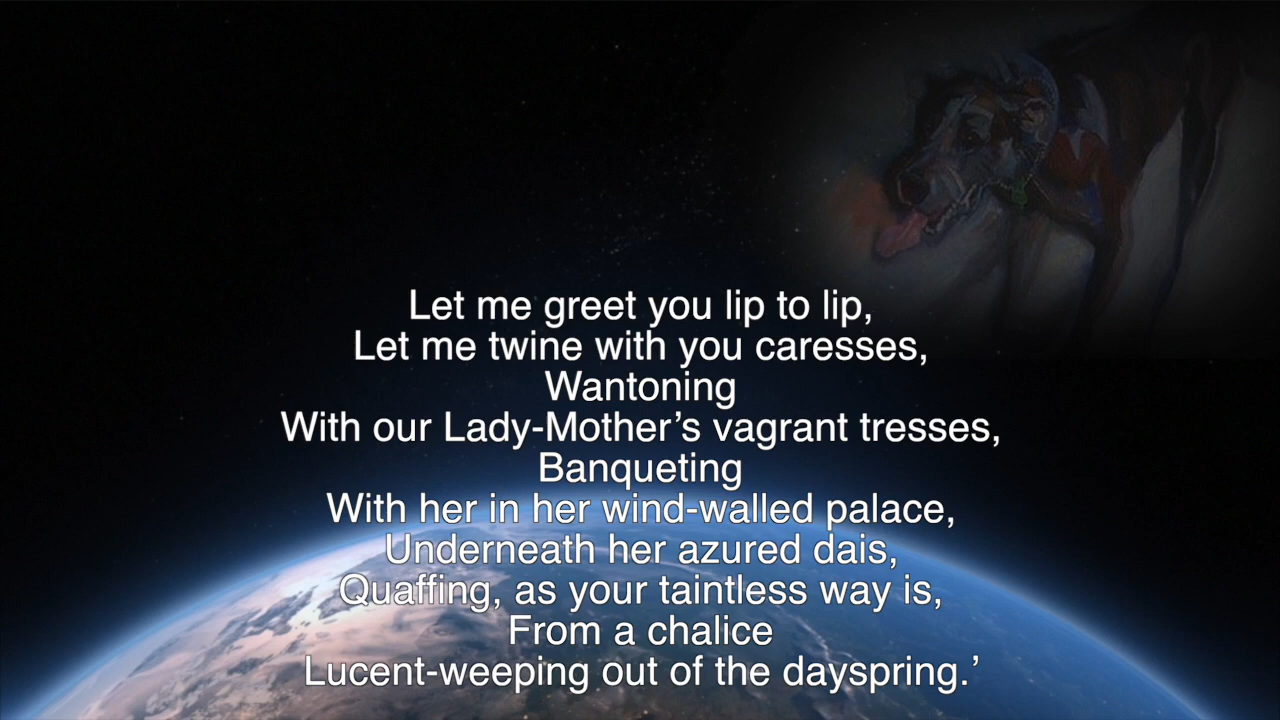 Let me greet you lip to lip,
Let me twine with you caresses,
Wantoning
With our Lady-Mother’s vagrant tresses,
Banqueting
With her in her wind-walled palace,
Underneath her azured dais,
Quaffing, as your taintless way is,
From a chalice
Lucent-weeping out of the dayspring.’